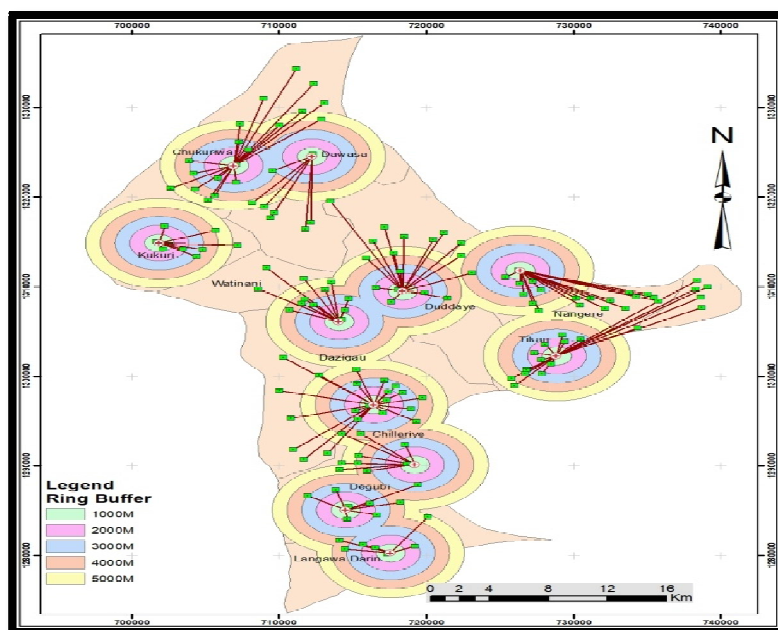 700000 710000 720000 730000 740000
N
Chukuriwa
Duwasu
Kukuri
Watinani
Duddaye
Nangere
Tikau
Dazigau
Chilleriye
Degubi
Langawa Darin
Legend
Ring Buffer
1000M
2000M
3000M
4000M
5000M
0 2 4 8 12 16
Km
700000 710000 720000 730000 740000